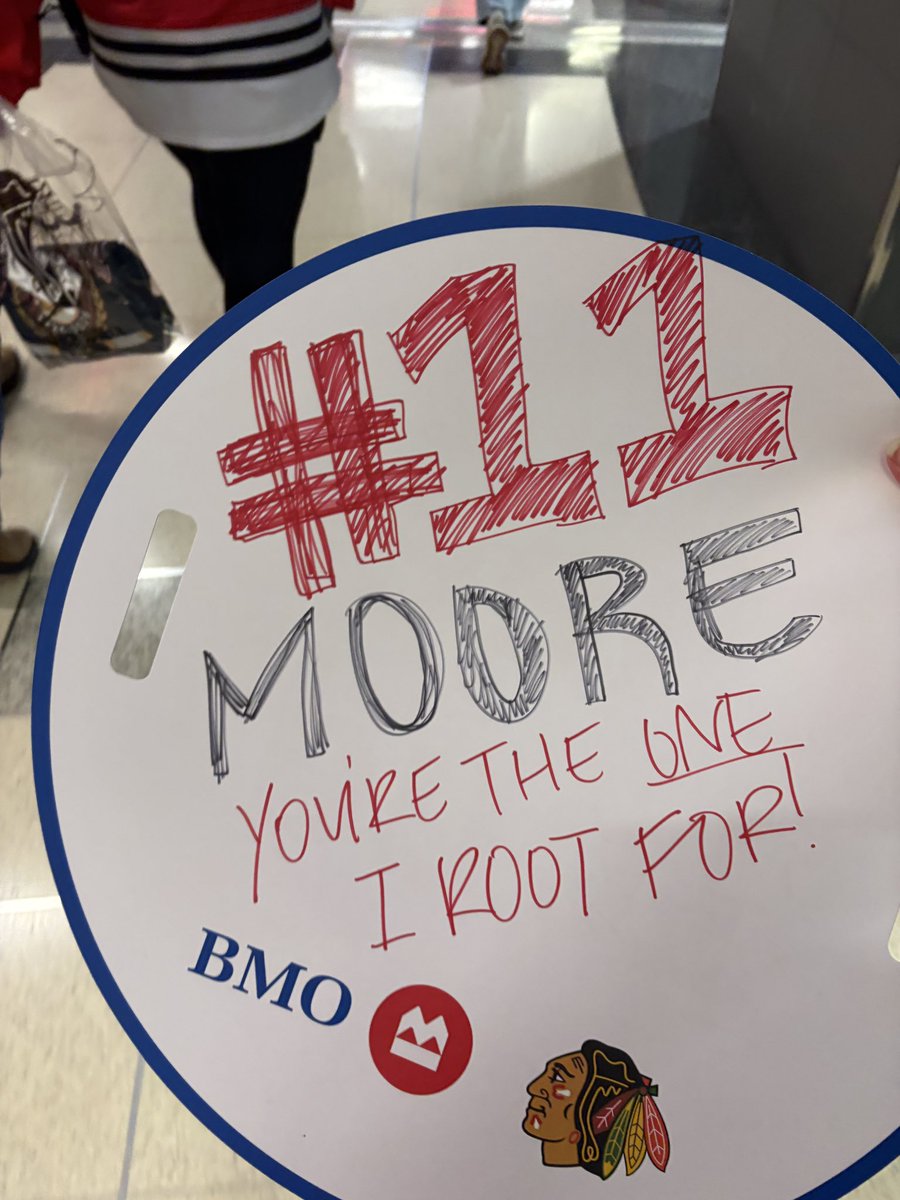 #11
MOORE
YOU'RE THE ONE
I ROOT FOR!
BMO